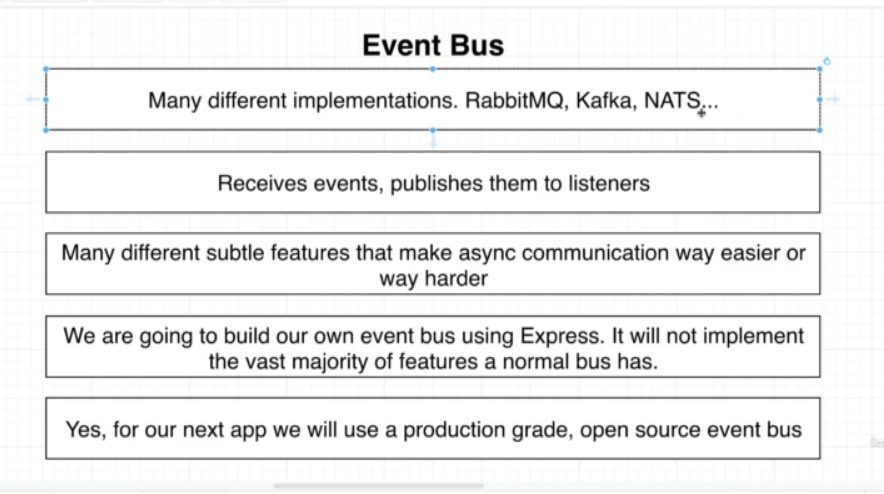 Event Bus
Many different implementations. RabbitMQ, Kafka, NATS...
Receives events, publishes them to listeners
Many different subtle features that make async communication way easier or
way harder
We are going to build our own event bus using Express. It will not implement
the vast majority of features a normal bus has.
Yes, for our next app we will use a production grade, open source event bus